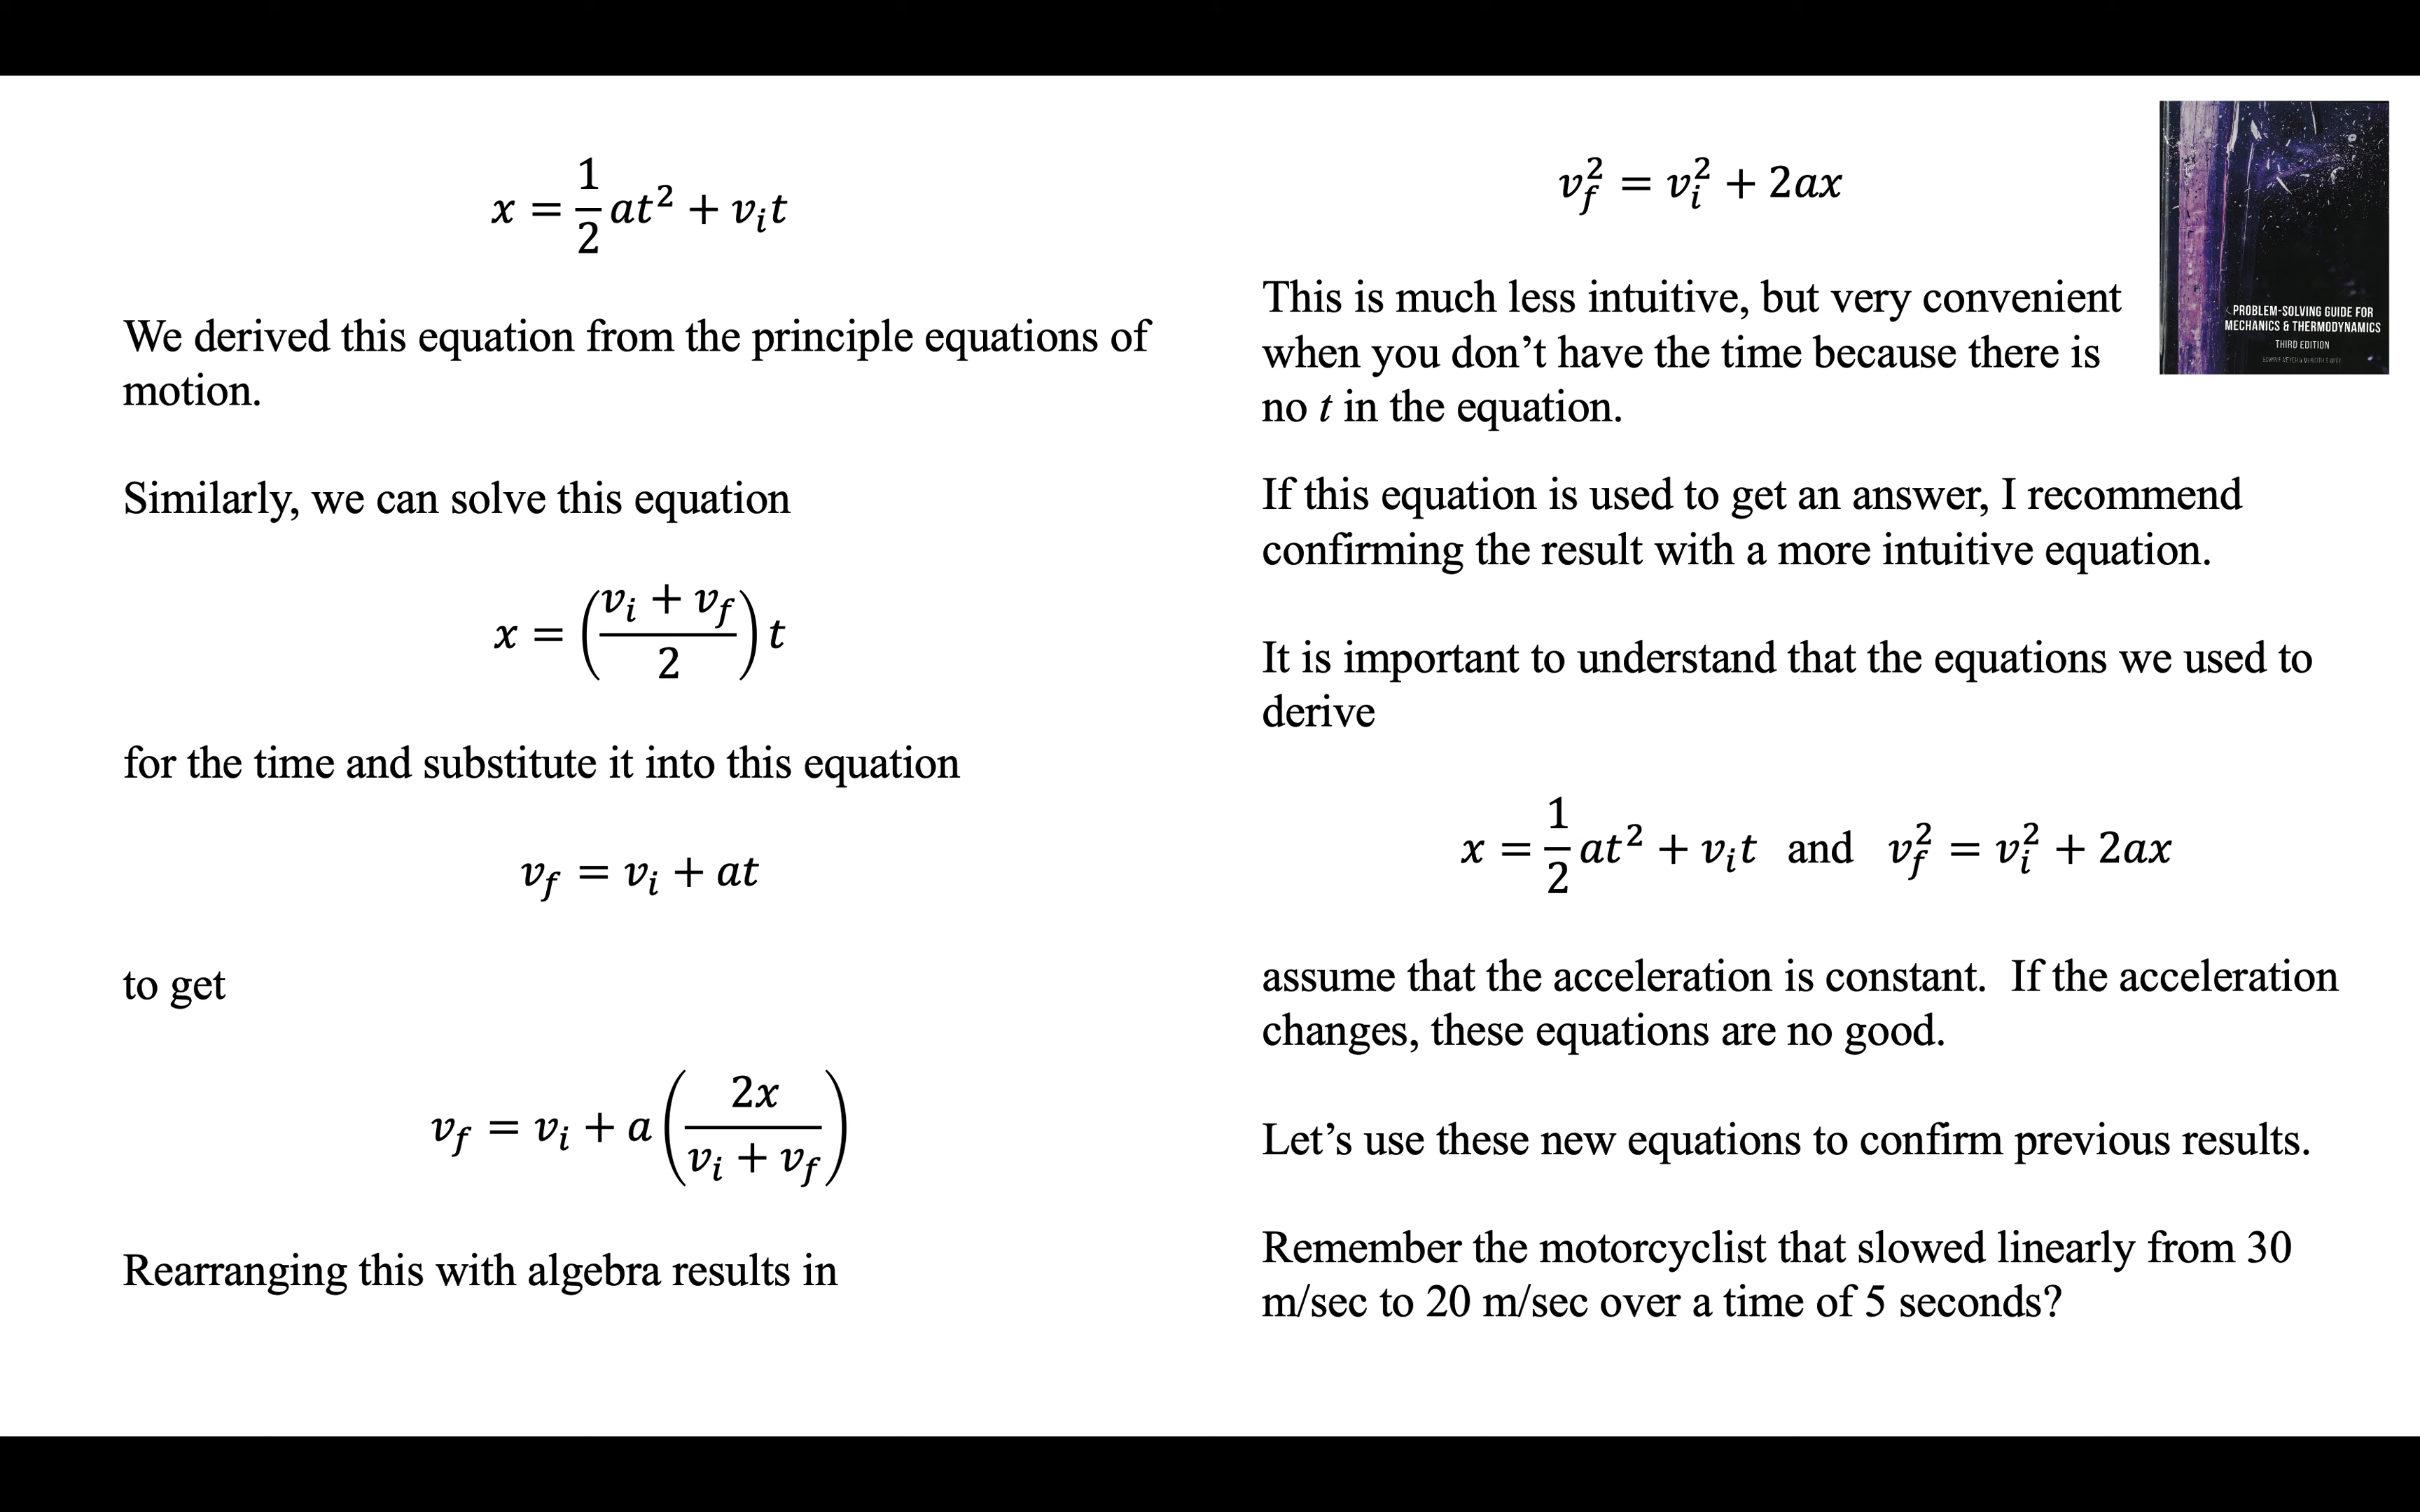 x = 1/2 at² + vᵢt
We derived this equation from the principle equations of
motion.
Similarly, we can solve this equation
x = ((vᵢ + v_f)/2) t
for the time and substitute it into this equation
v_f = vᵢ + at
to get
v_f = vᵢ + a (2x/(vᵢ + v_f))
Rearranging this with algebra results in
v_f² = vᵢ² + 2ax
This is much less intuitive, but very convenient
when you don’t have the time because there is
no t in the equation.
If this equation is used to get an answer, I recommend
confirming the result with a more intuitive equation.
It is important to understand that the equations we used to
derive
x = 1/2 at² + vᵢt and v_f² = vᵢ² + 2ax
assume that the acceleration is constant. If the acceleration
changes, these equations are no good.
Let’s use these new equations to confirm previous results.
Remember the motorcyclist that slowed linearly from 30
m/sec to 20 m/sec over a time of 5 seconds?
PROBLEM-SOLVING GUIDE FOR
MECHANICS & THERMODYNAMICS
THIRD EDITION